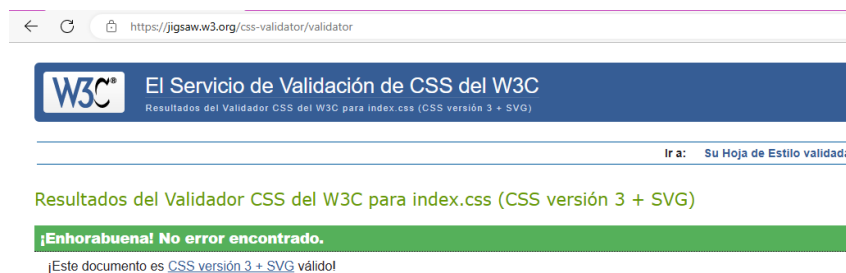 https://jigsaw.w3.org/css-validator/validator
W3C® El Servicio de Validación de CSS del W3C
Resultados del Validador CSS del W3C para index.css (CSS versión 3 + SVG)
Ir a: Su Hoja de Estilo validada
Resultados del Validador CSS del W3C para index.css (CSS versión 3 + SVG)
¡Enhorabuena! No error encontrado.
¡Este documento es CSS versión 3 + SVG válido!